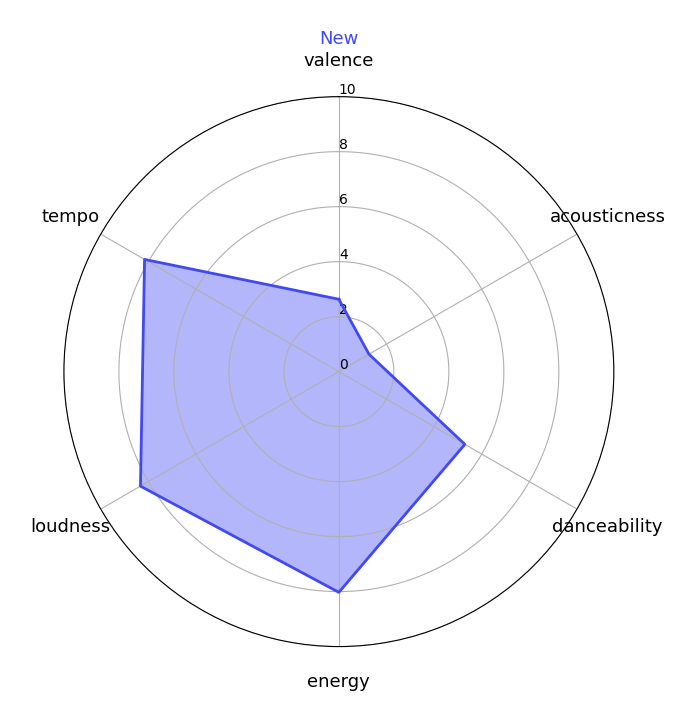 New
valence
10
8
tempo
6
acousticness
4
2
0
loudness
danceability
energy